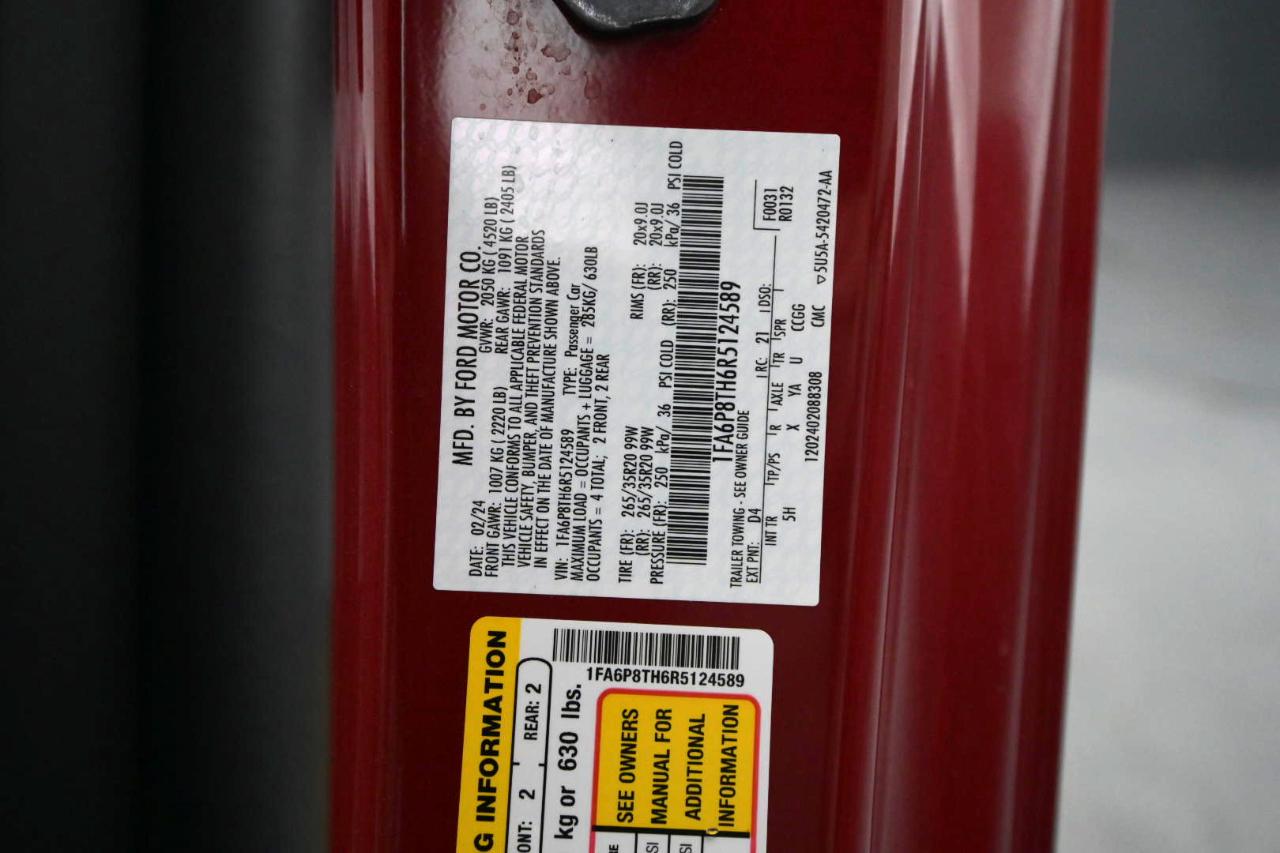 MFD. BY FORD MOTOR CO.
DATE: 02/24 GVWR: 2050 KG ( 4520 LB)
FRONT GAWR: 1007 KG ( 2220 LB) REAR GAWR: 1091 KG ( 2405 LB)
THIS VEHICLE CONFORMS TO ALL APPLICABLE FEDERAL MOTOR
VEHICLE SAFETY, BUMPER, AND THEFT PREVENTION STANDARDS
IN EFFECT ON THE DATE OF MANUFACTURE SHOWN ABOVE.
VIN: 1FA6P8TH6R5124589 TYPE: Passenger Car
MAXIMUM LOAD = OCCUPANTS + LUGGAGE = 285KG/ 630LB
OCCUPANTS = 4 TOTAL; 2 FRONT, 2 REAR
TIRE (FR): 265/35R20 99W RIMS (FR): 20x9.0J
(RR): 265/35R20 99W (RR): 20x9.0J
PRESSURE (FR): 250 kPa/ 36 PSI COLD (RR): 250 kPa/ 36 PSI COLD
1FA6P8TH6R5124589
TRAILER TOWING - SEE OWNER GUIDE
EXT PNT: D4 RC: 21 DSO: F0031
R0132
INT TR TP/PS R AXLE TR SPR
5H X YA U CCGG
1202402088308 CMC ▽5U5A-5420472-AA
G INFORMATION
ONT: 2 REAR: 2
kg or 630 lbs.
1FA6P8TH6R5124589
SEE OWNERS
MANUAL FOR
ADDITIONAL
INFORMATION
RE
SI
SI